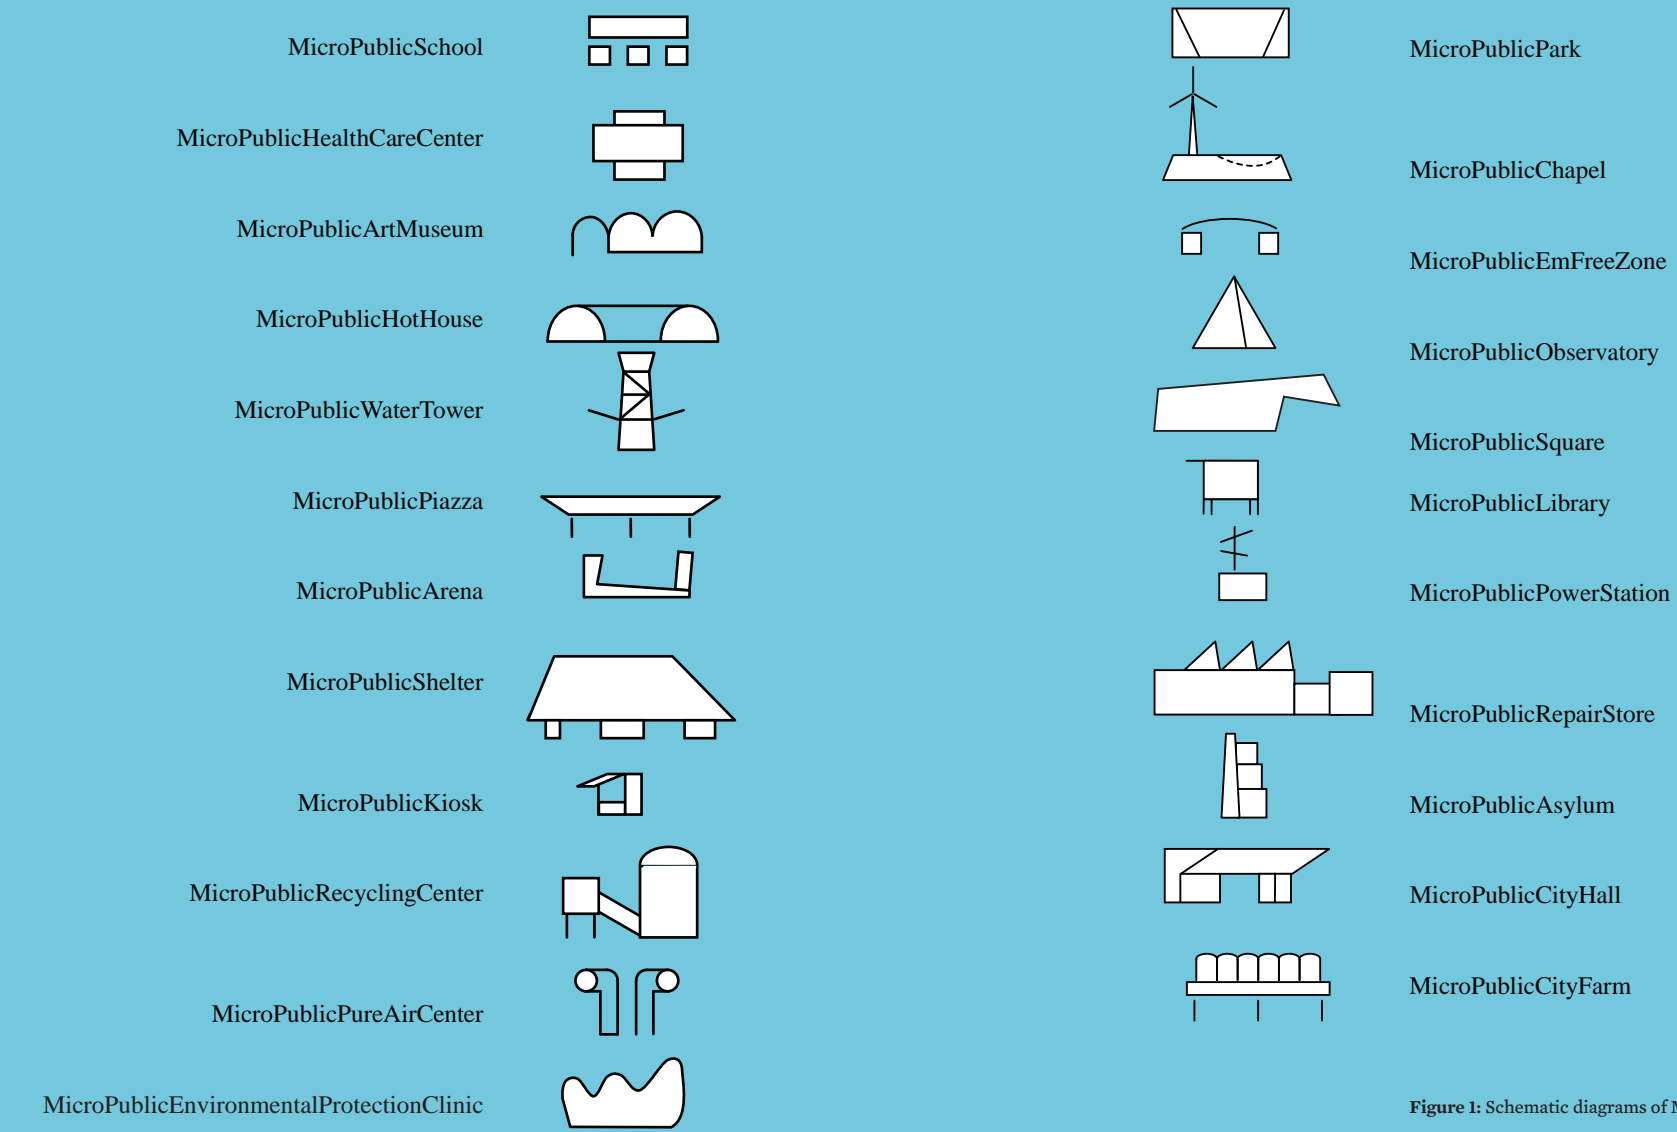 MicroPublicSchool
MicroPublicHealthCareCenter
MicroPublicArtMuseum
MicroPublicHotHouse
MicroPublicWaterTower
MicroPublicPiazza
MicroPublicArena
MicroPublicShelter
MicroPublicKiosk
MicroPublicRecyclingCenter
MicroPublicPureAirCenter
MicroPublicEnvironmentalProtectionClinic
MicroPublicPark
MicroPublicChapel
MicroPublicEmFreeZone
MicroPublicObservatory
MicroPublicSquare
MicroPublicLibrary
MicroPublicPowerStation
MicroPublicRepairStore
MicroPublicAsylum
MicroPublicCityHall
MicroPublicCityFarm
Figure 1: Schematic diagrams of